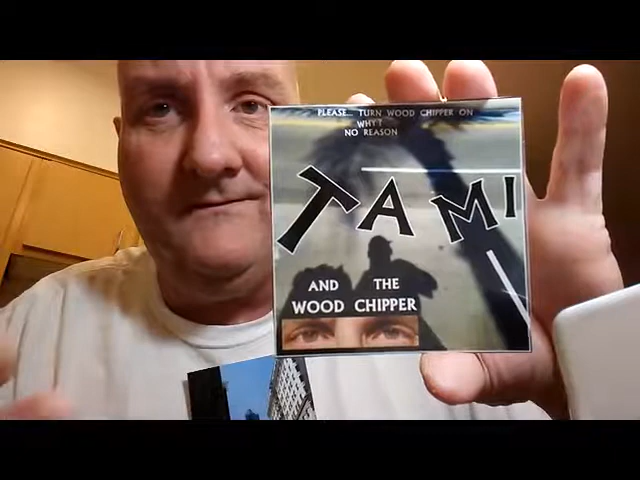 PLEASE... TURN WOOD CHIPPER ON
WHY?
NO REASON
TAMI
AND THE
WOOD CHIPPER